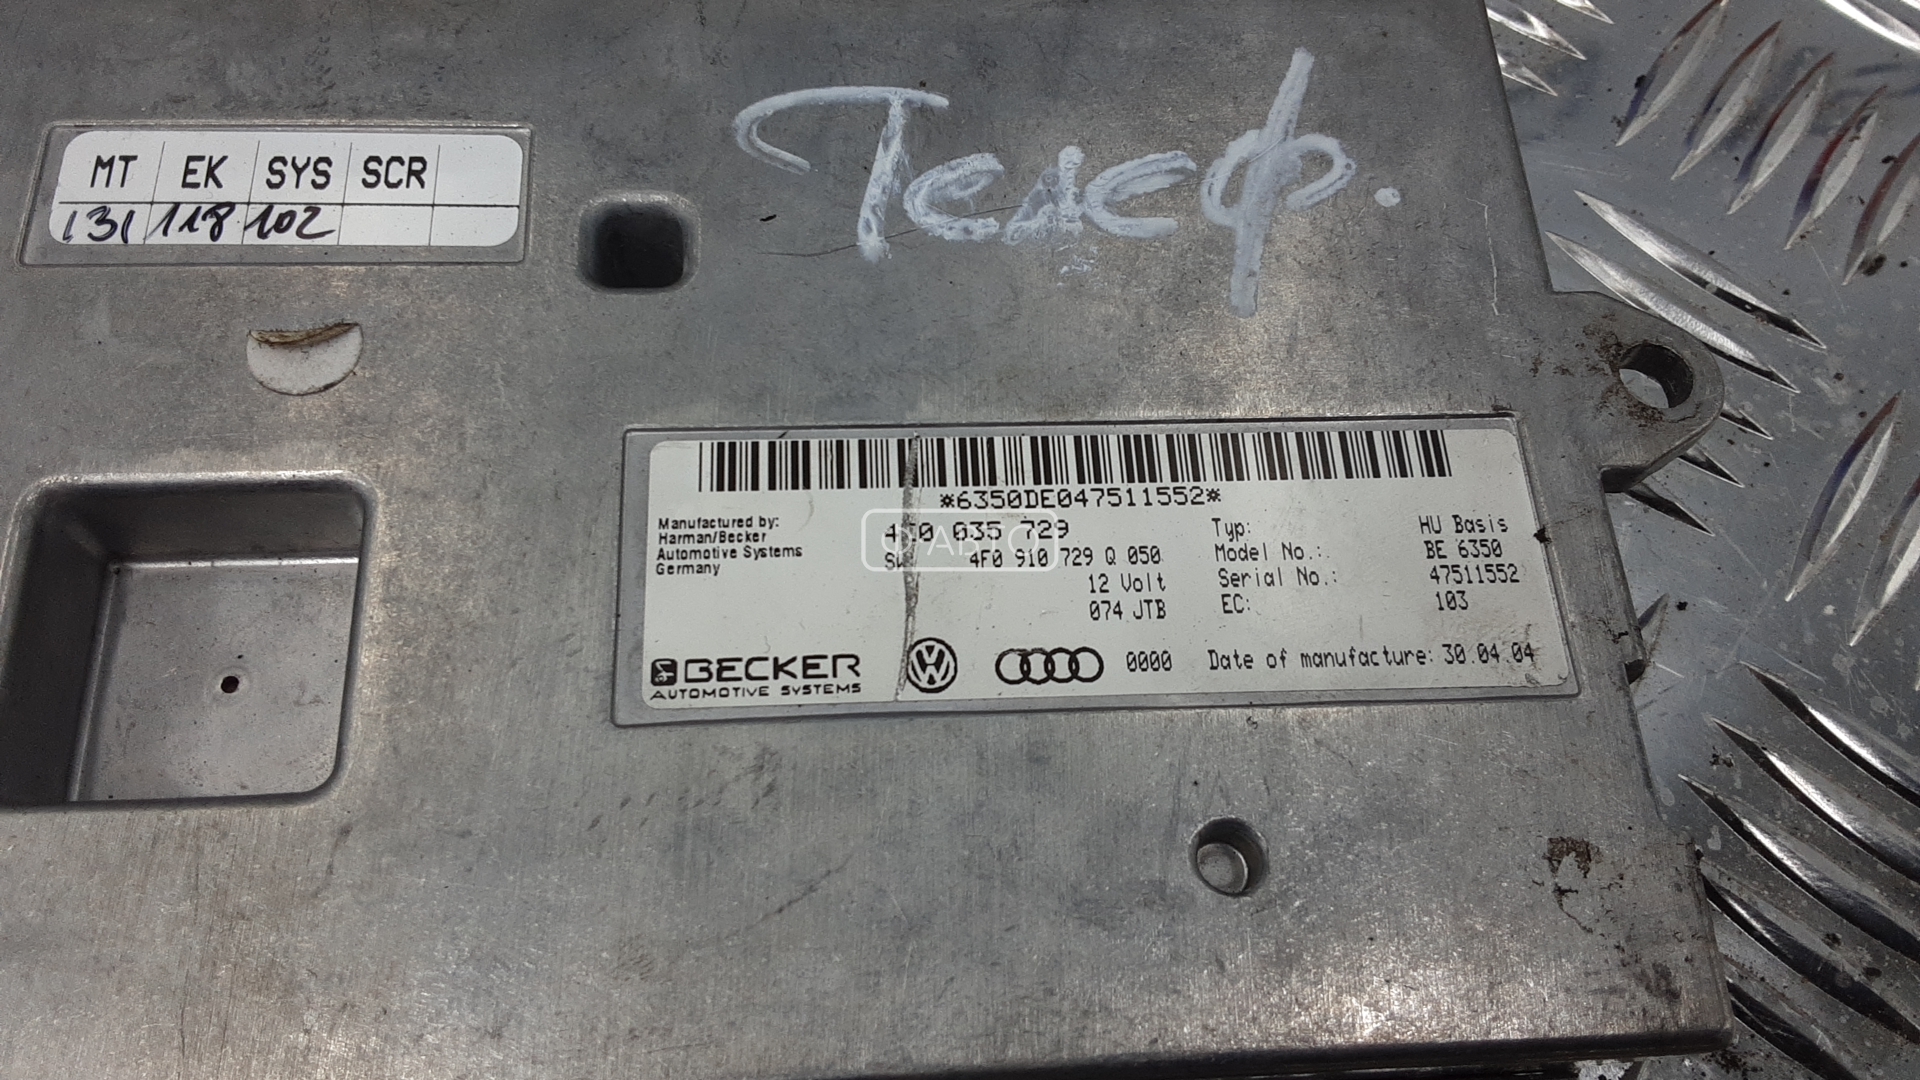 Телеф.
MT EK SYS SCR
131 118 102
*6350DE047511552*
Manufactured by:
Harman/Becker
Automotive Systems
Germany
035 729
4F0 910 729 Q 050
12 Volt
074 JTB
Typ: HU Basis
Model No.: BE 6350
Serial No.: 47511552
EC: 103
BECKER
AUTOMOTIVE SYSTEMS
0000
Date of manufacture: 30.04.04
АВТО